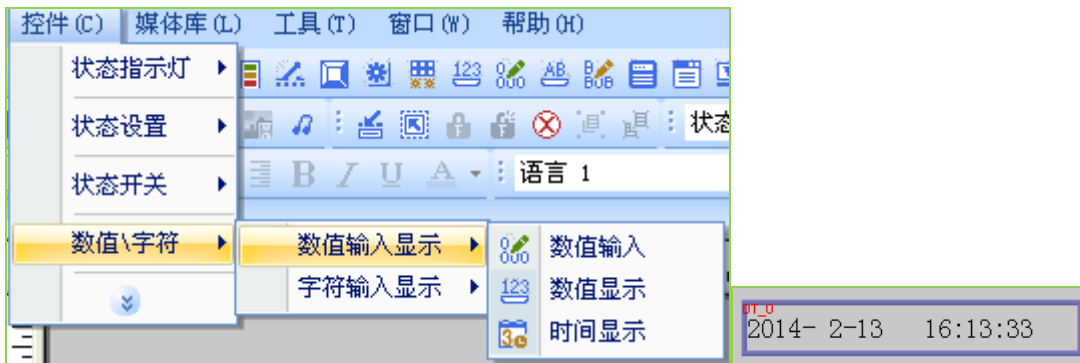 控件(C) 媒体库(L) 工具(T) 窗口(W) 帮助(H)
状态指示灯
123 AB
状态设置
状态开关 B I U A 语言 1
数值\字符 数值输入显示 数值输入
字符输入显示 123 数值显示
时间显示
DT_0
2014- 2-13 16:13:33